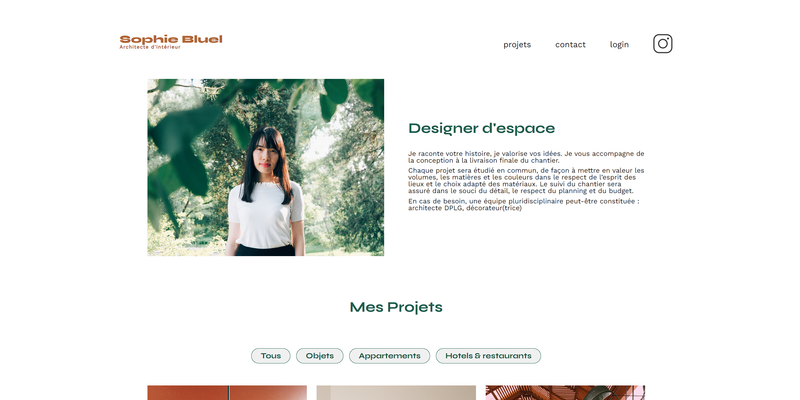 Sophie Bluel
Architecte d'intérieur
projets
contact
login
Designer d'espace
Je raconte votre histoire, je valorise vos idées. Je vous accompagne de
la conception à la livraison finale du chantier.
Chaque projet sera étudié en commun, de façon à mettre en valeur les
volumes, les matières et les couleurs dans le respect de l'esprit des
lieux et le choix adapté des matériaux. Le suivi du chantier sera
assuré dans le souci du détail, le respect du planning et du budget.
En cas de besoin, une équipe pluridisciplinaire peut-être constituée :
architecte DPLG, décorateur(trice)
Mes Projets
Tous
Objets
Appartements
Hotels & restaurants